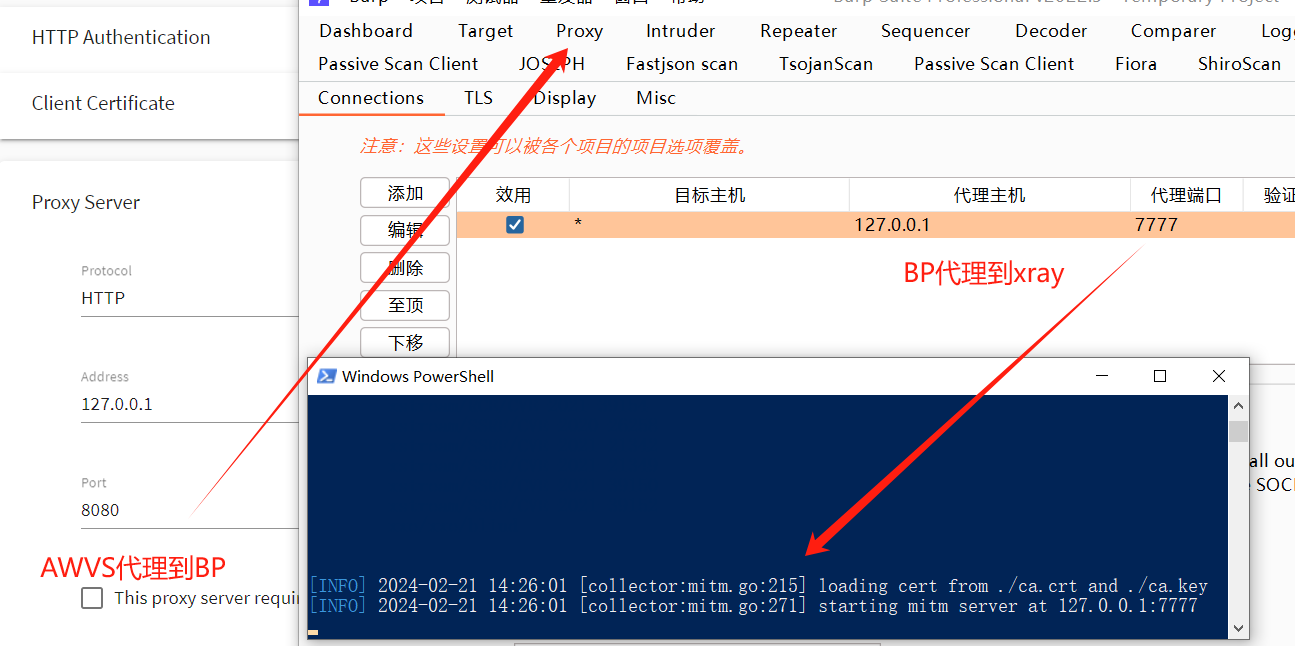 HTTP Authentication
Client Certificate
Proxy Server
Protocol
HTTP
Address
127.0.0.1
Port
8080
AWVS代理到BP
This proxy server requi
Dashboard Target Proxy Intruder Repeater Sequencer Decoder Comparer Logg
Passive Scan Client JOSEPH Fastjson scan TsojanScan Passive Scan Client Fiora ShiroScan
Connections TLS Display Misc
注意：这些设置可以被各个项目的项目选项覆盖。
添加
编辑
删除
至顶
下移
效用 目标主机 代理主机 代理端口 验证
* 127.0.0.1 7777
BP代理到xray
Windows PowerShell
[INFO] 2024-02-21 14:26:01 [collector:mitm.go:215] loading cert from ./ca.crt and ./ca.key
[INFO] 2024-02-21 14:26:01 [collector:mitm.go:271] starting mitm server at 127.0.0.1:7777
all ou
SOC